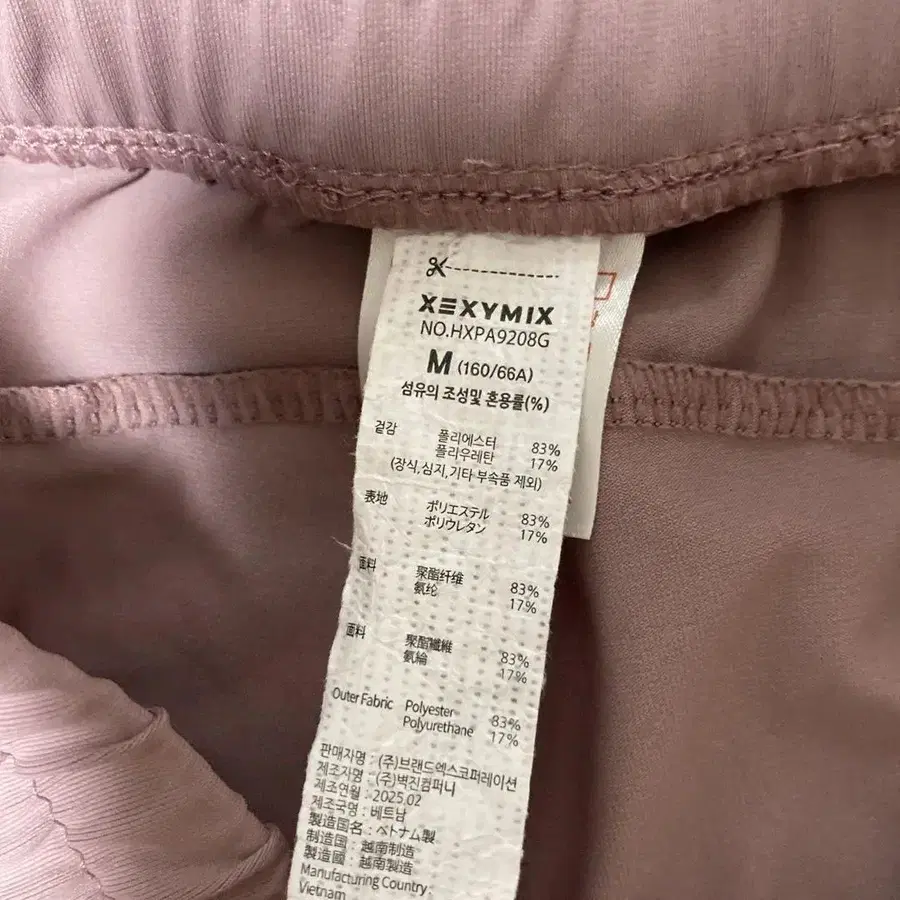 XEXYMIX
NO.HXPA9208G
M (160/66A)
섬유의 조성및 혼용률(%)
겉감 폴리에스터 83%
폴리우레탄 17%
(장식,심지,기타 부속품 제외)
表地 ポリエステル 83%
ポリウレタン 17%
面料 聚酯纤维 83%
氨纶 17%
面料 聚酯纖維 83%
氨綸 17%
Outer Fabric Polyester 83%
Polyurethane 17%
판매자명 : (주)브랜드엑스코퍼레이션
제조자명 : (주)벽진컴퍼니
제조연월 : 2025.02
제조국명 : 베트남
製造国名 : ベトナム製
制造国 : 越南制造
製造國 : 越南製造
Manufacturing Country :
Vietnam